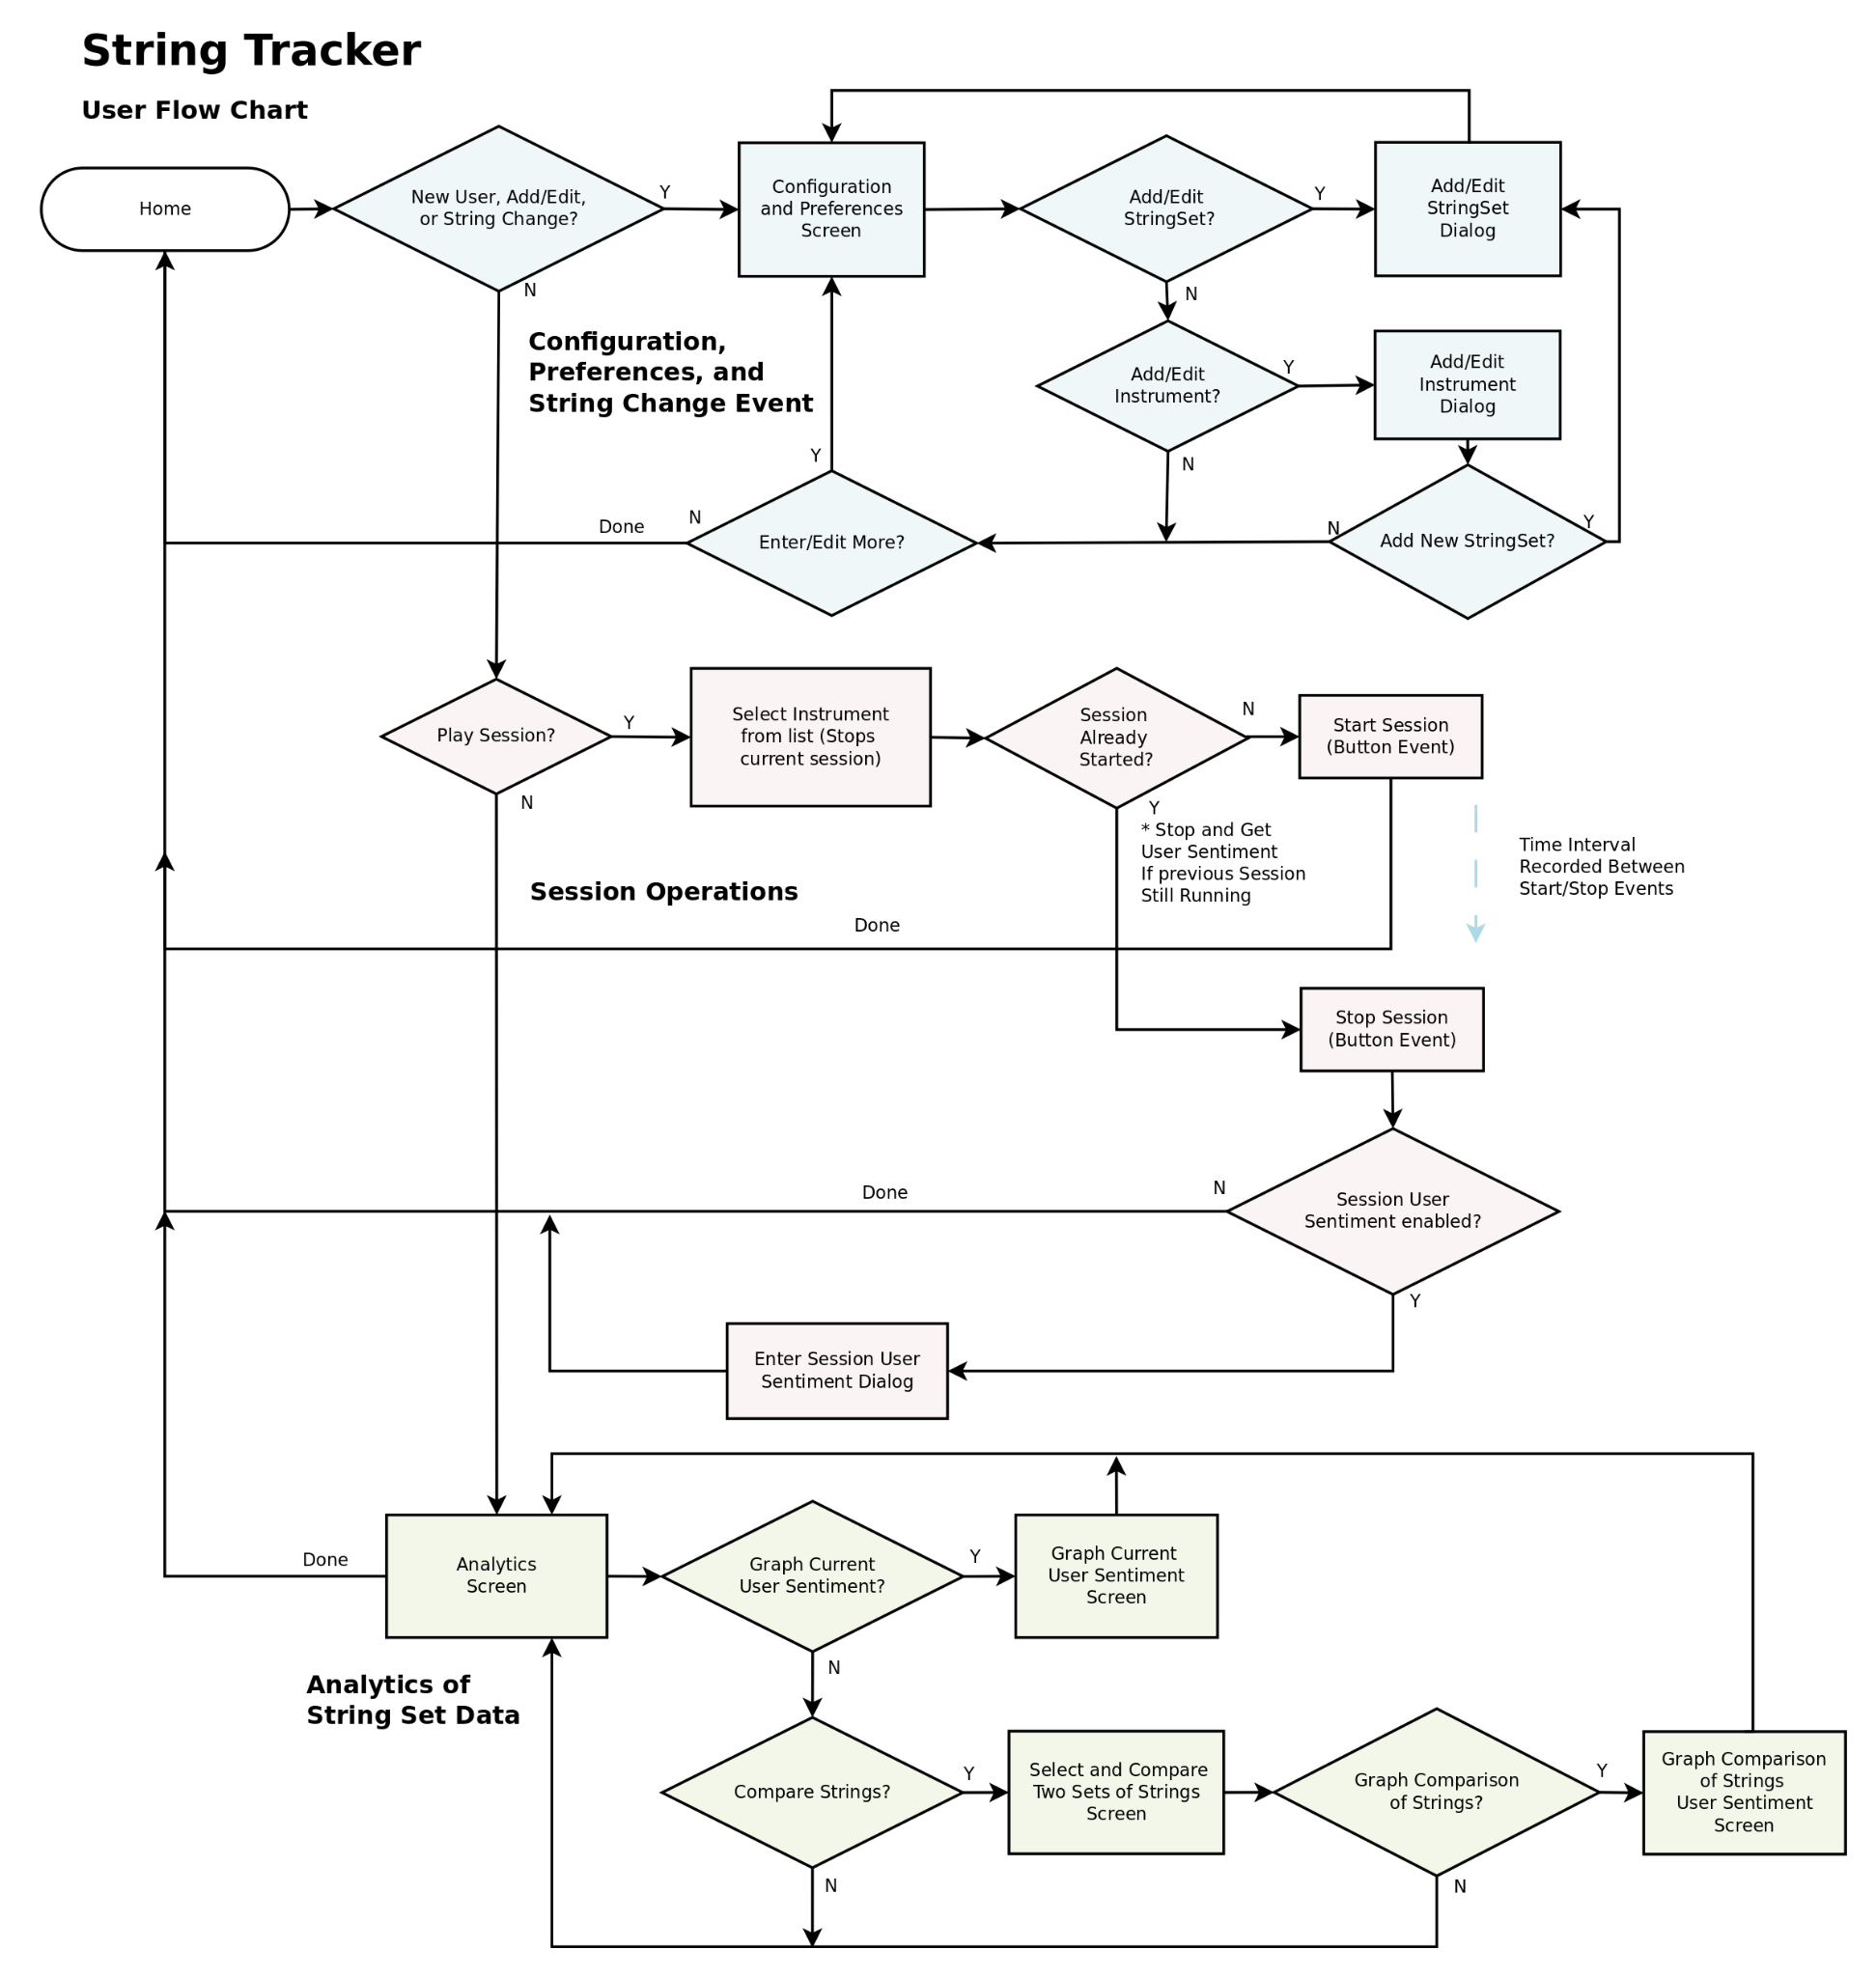 String Tracker
User Flow Chart
Home
New User, Add/Edit,
or String Change?
Y
N
Configuration
and Preferences
Screen
Add/Edit
StringSet?
Y
N
Add/Edit
StringSet
Dialog
Configuration,
Preferences, and
String Change Event
Add/Edit
Instrument?
Y
N
Add/Edit
Instrument
Dialog
Y
Enter/Edit More?
N
Done
N
Add New StringSet?
Y
Play Session?
Y
N
Select Instrument
from list (Stops
current session)
Session
Already
Started?
N
Start Session
(Button Event)
Y
* Stop and Get
User Sentiment
If previous Session
Still Running
Time Interval
Recorded Between
Start/Stop Events
Session Operations
Done
Stop Session
(Button Event)
Done
N
Session User
Sentiment enabled?
Y
Enter Session User
Sentiment Dialog
Done
Analytics
Screen
Graph Current
User Sentiment?
Y
N
Graph Current
User Sentiment
Screen
Analytics of
String Set Data
Compare Strings?
Y
N
Select and Compare
Two Sets of Strings
Screen
Graph Comparison
of Strings?
Y
N
Graph Comparison
of Strings
User Sentiment
Screen